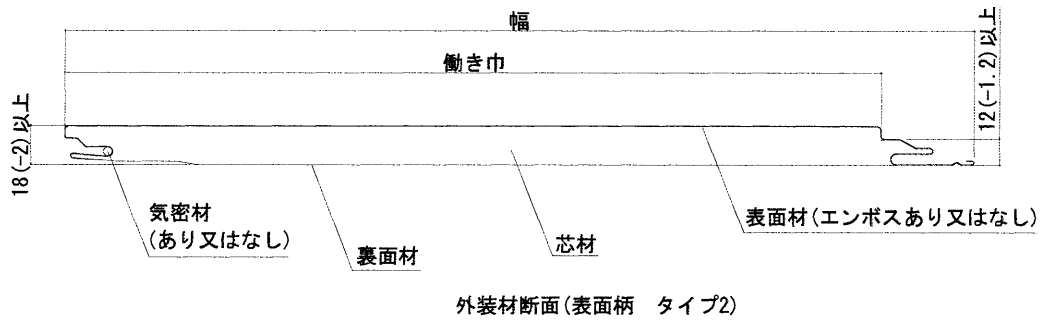 幅
働き巾
12(-1.2)以上
18(-2)以上
気密材
(あり又はなし)
裏面材
芯材
表面材(エンボスあり又はなし)
外装材断面(表面柄 タイプ2)